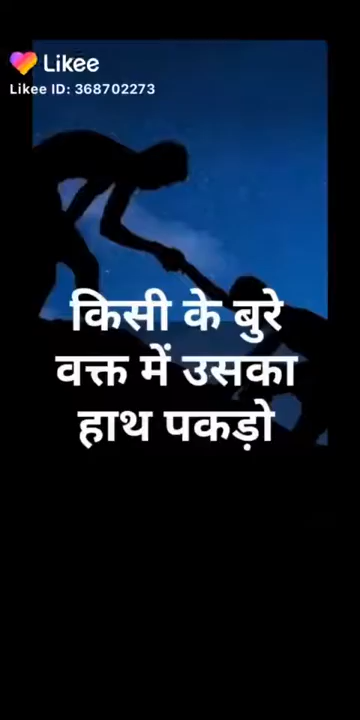 Likee
Likee ID: 368702273
किसी के बुरे
वक्त में उसका
हाथ पकड़ो